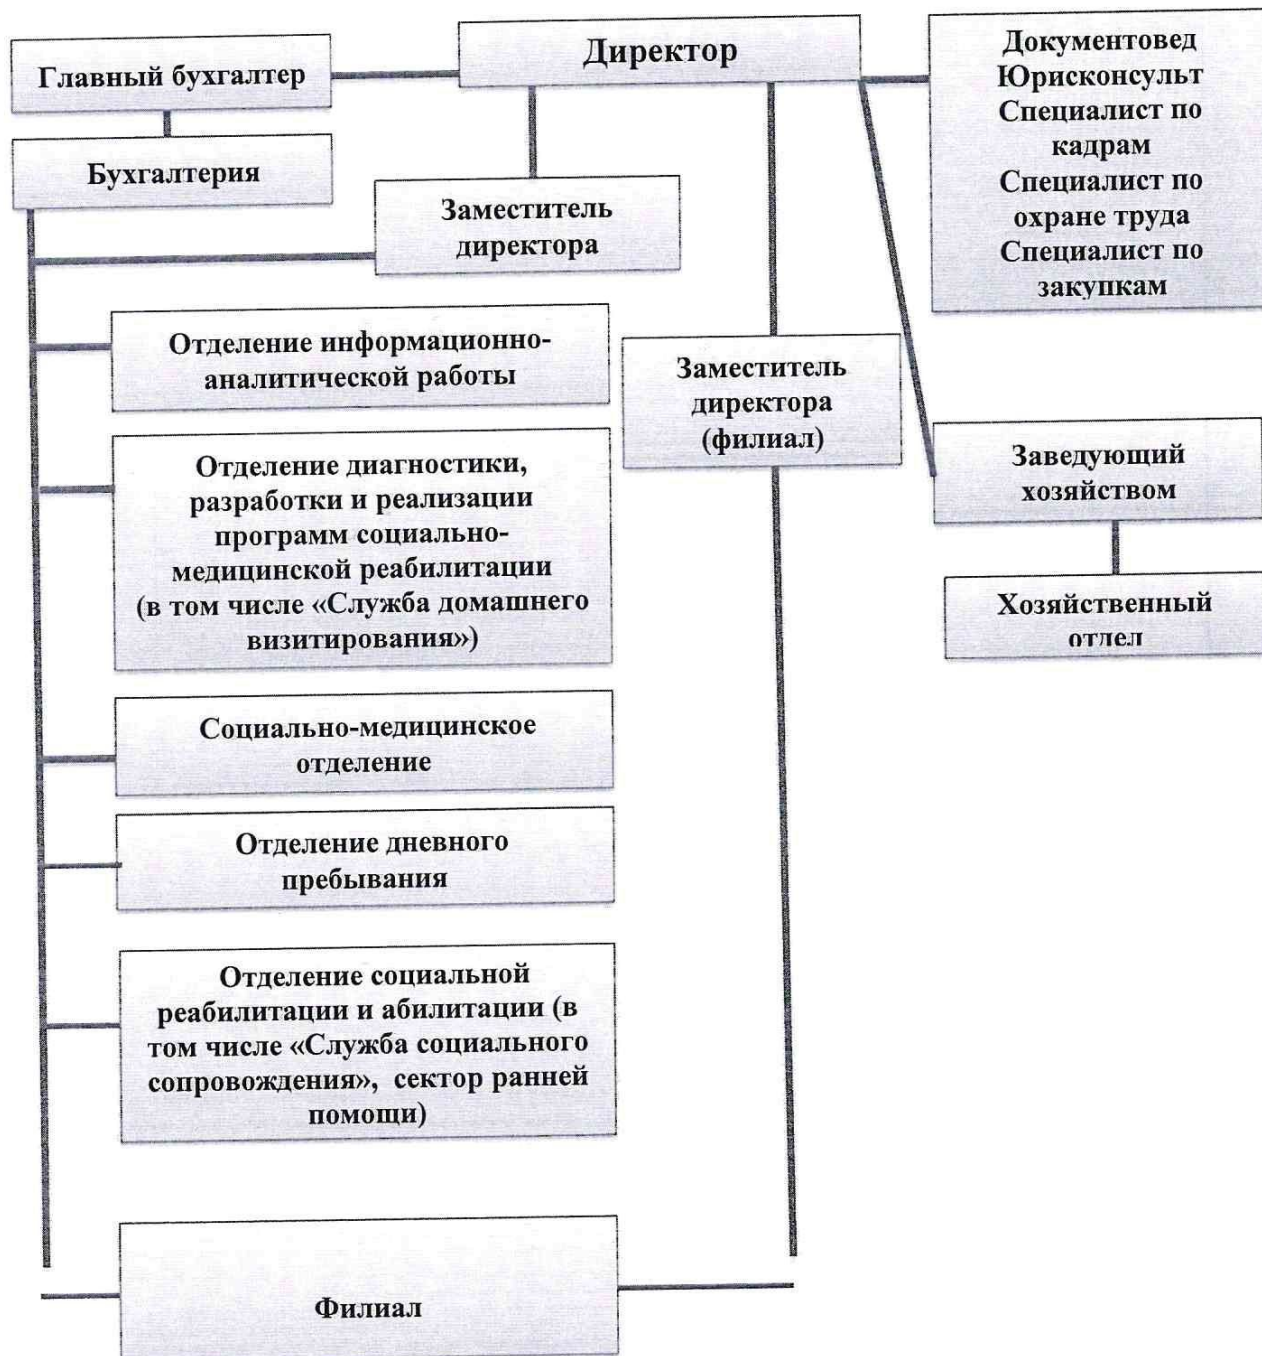 Директор
Главный бухгалтер
Бухгалтерия
Заместитель
директора
Документовед
Юрисконсульт
Специалист по
кадрам
Специалист по
охране труда
Специалист по
закупкам
Отделение информационно-
аналитической работы
Заместитель
директора
(филиал)
Заведующий
хозяйством
Отделение диагностики,
разработки и реализации
программ социально-
медицинской реабилитации
(в том числе «Служба домашнего
визитирования»)
Хозяйственный
отдел
Социально-медицинское
отделение
Отделение дневного
пребывания
Отделение социальной
реабилитации и абилитации (в
том числе «Служба социального
сопровождения», сектор ранней
помощи)
Филиал